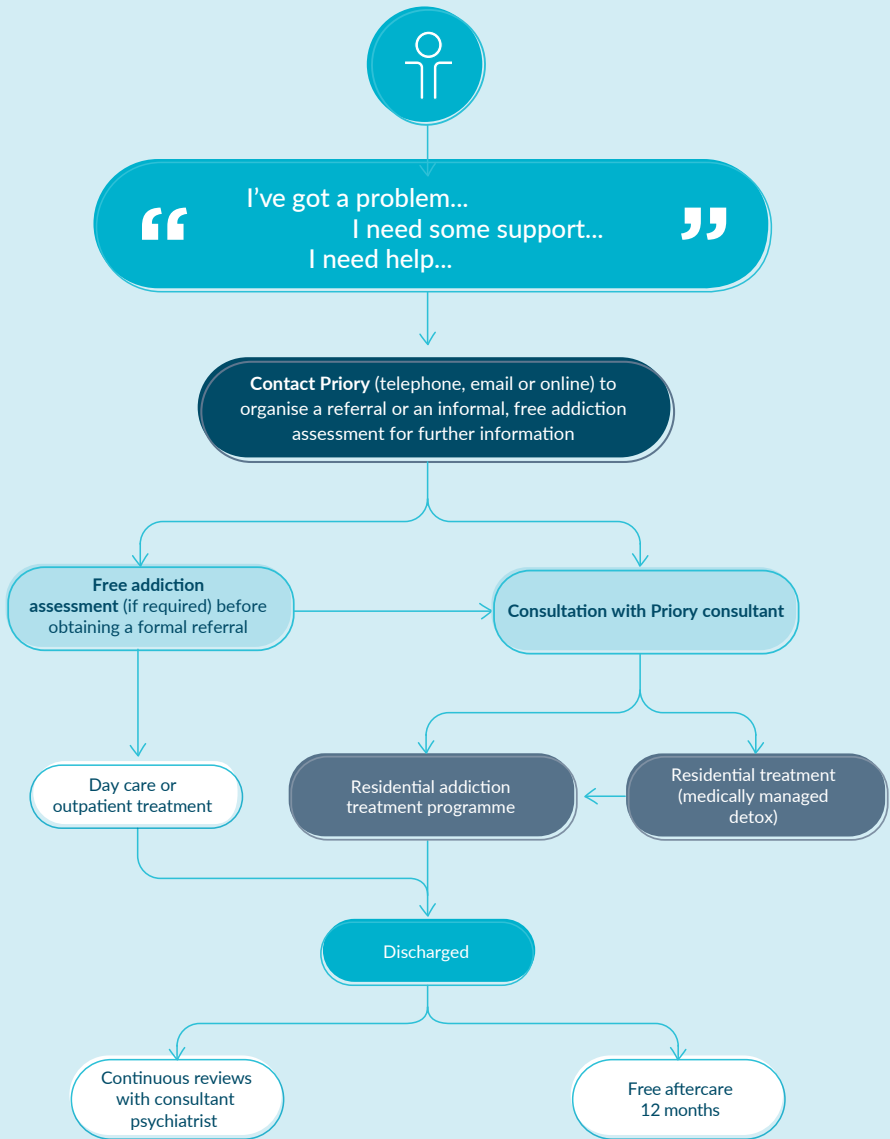 “
I’ve got a problem...
I need some support...
I need help...
”
Contact Priory (telephone, email or online) to
organise a referral or an informal, free addiction
assessment for further information
Free addiction
assessment (if required) before
obtaining a formal referral
Consultation with Priory consultant
Day care or
outpatient treatment
Residential addiction
treatment programme
Residential treatment
(medically managed
detox)
Discharged
Continuous reviews
with consultant
psychiatrist
Free aftercare
12 months